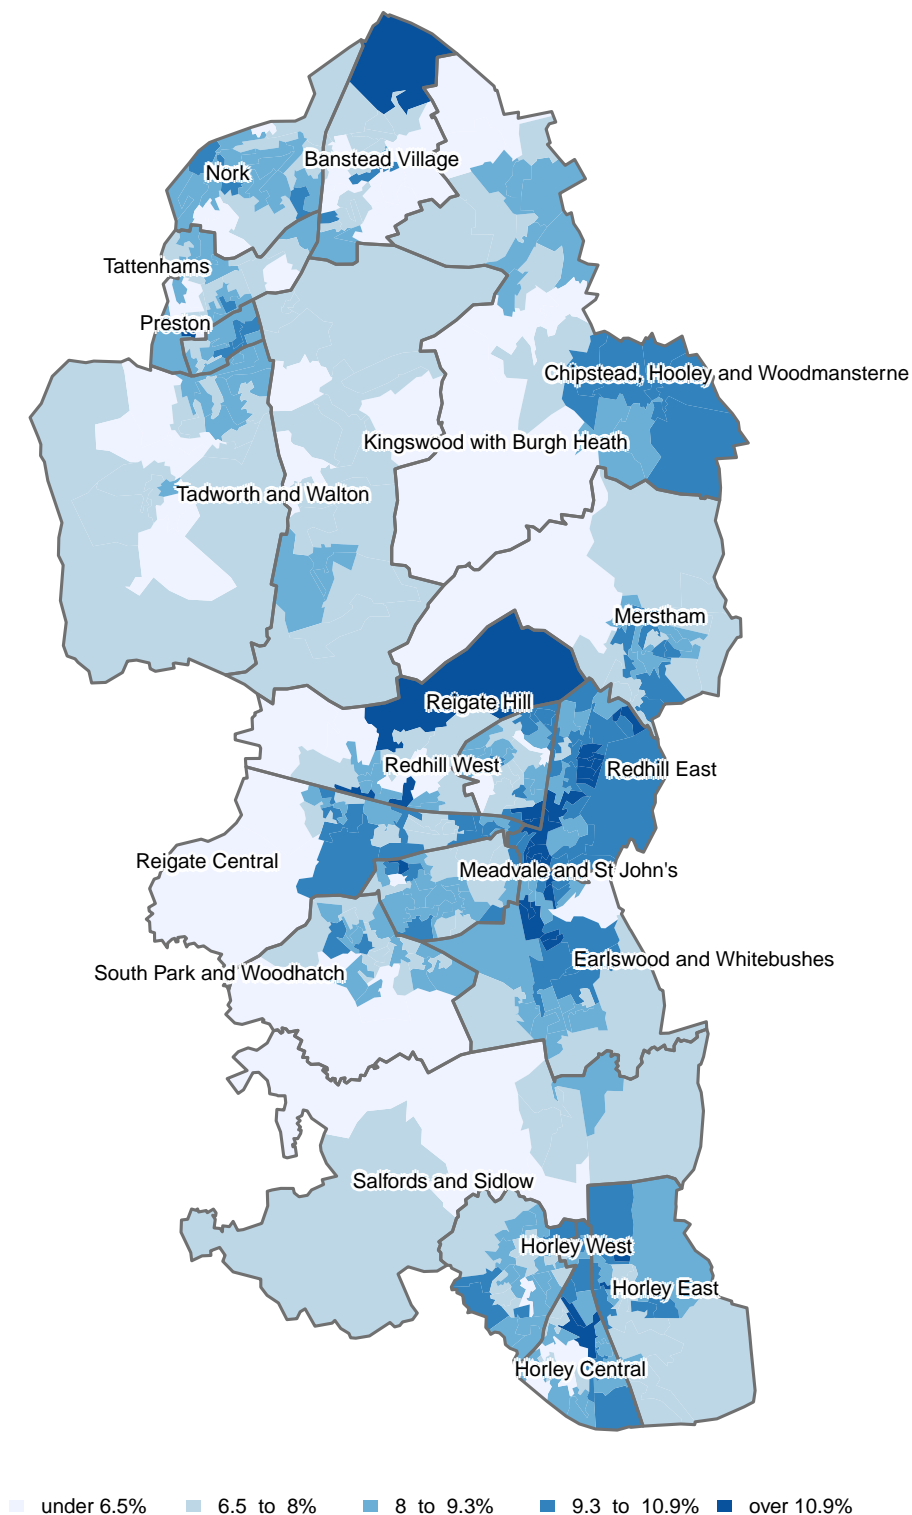 Banstead Village
Nork
Tattenhams
Preston
Chipstead, Hooley and Woodmansterne
Kingswood with Burgh Heath
Tadworth and Walton
Merstham
Reigate Hill
Redhill West
Redhill East
Reigate Central
Meadvale and St John's
Earlswood and Whitebushes
South Park and Woodhatch
Salfords and Sidlow
Horley West
Horley East
Horley Central
under 6.5% 6.5 to 8% 8 to 9.3% 9.3 to 10.9% over 10.9%